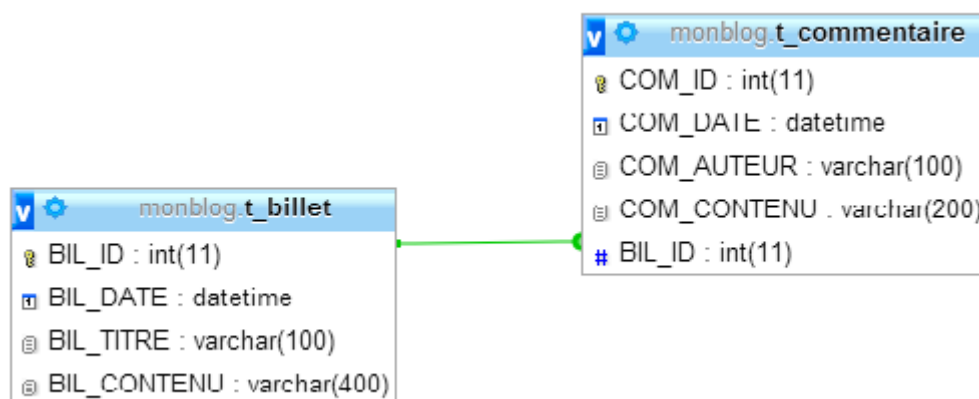 monblog.t_commentaire
COM_ID : int(11)
COM_DATE : datetime
COM_AUTEUR : varchar(100)
COM_CONTENU : varchar(200)
# BIL_ID : int(11)
monblog.t_billet
BIL_ID : int(11)
BIL_DATE : datetime
BIL_TITRE : varchar(100)
BIL_CONTENU : varchar(400)